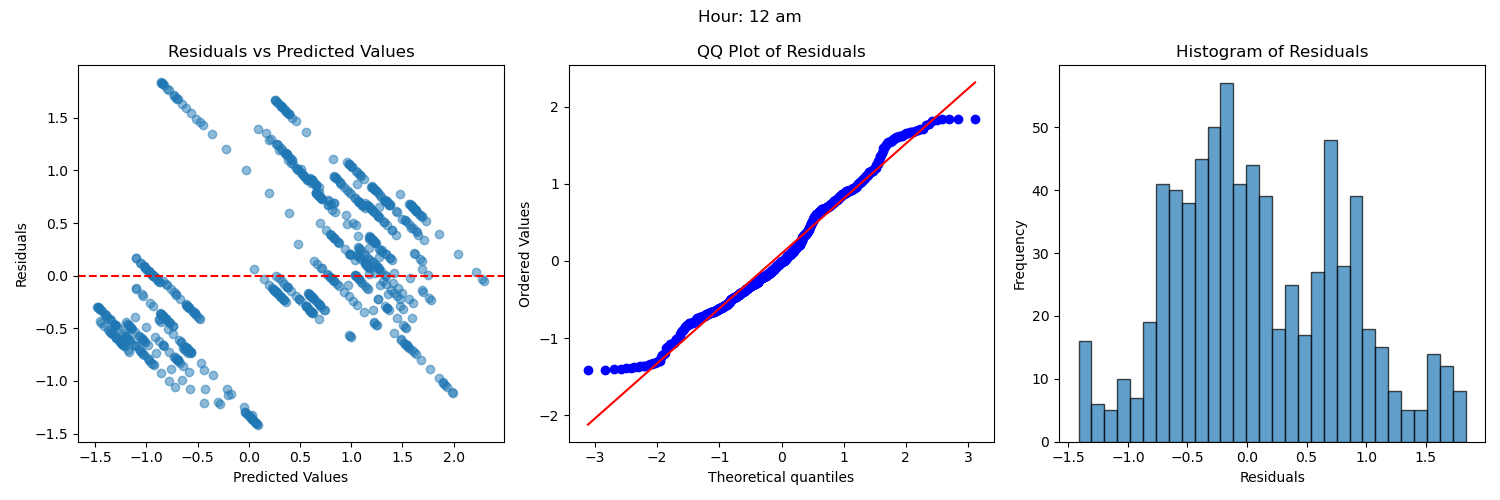 Hour: 12 am
Residuals vs Predicted Values
Residuals
1.5
1.0
0.5
0.0
−0.5
−1.0
−1.5
−1.5 −1.0 −0.5 0.0 0.5 1.0 1.5 2.0
Predicted Values
QQ Plot of Residuals
Ordered Values
2
1
0
−1
−2
−3 −2 −1 0 1 2 3
Theoretical quantiles
Histogram of Residuals
Frequency
50
40
30
20
10
0
−1.5 −1.0 −0.5 0.0 0.5 1.0 1.5
Residuals